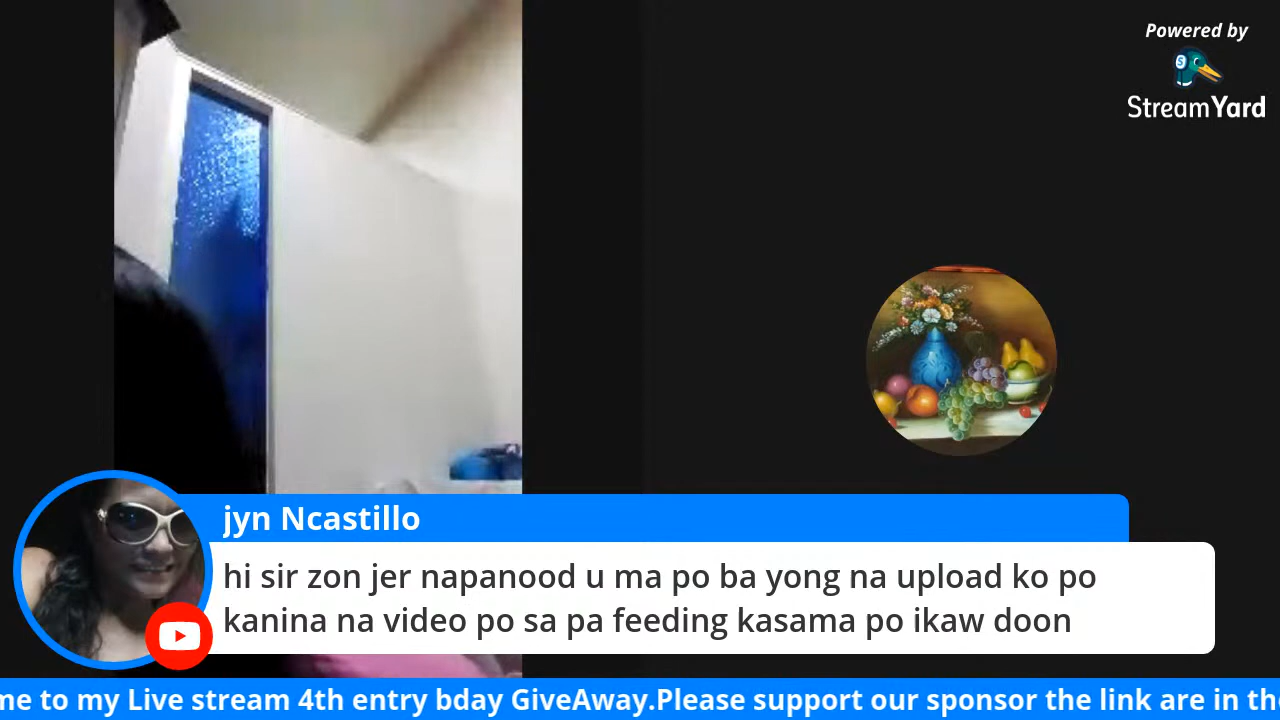 Powered by
StreamYard
jyn Ncastillo
hi sir zon jer napanood u ma po ba yong na upload ko po
kanina na video po sa pa feeding kasama po ikaw doon
me to my Live stream 4th entry bday GiveAway.Please support our sponsor the link are in the